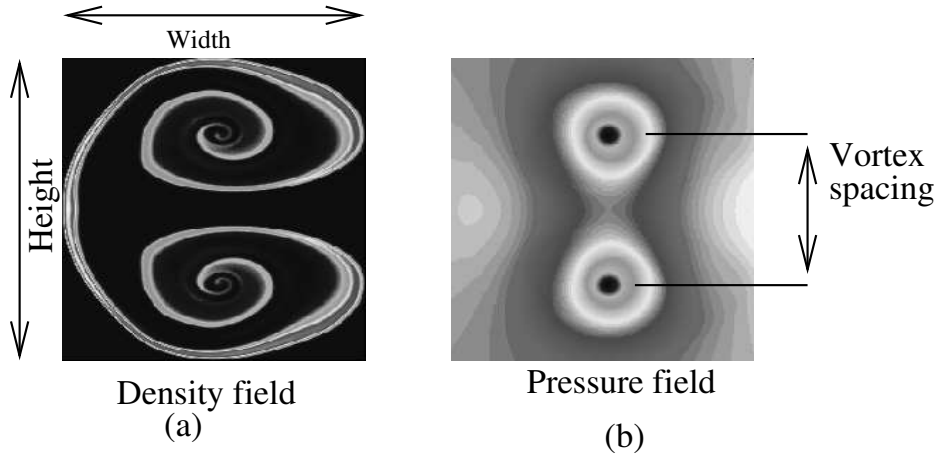 Width
Height
Density field
(a)
Vortex
spacing
Pressure field
(b)